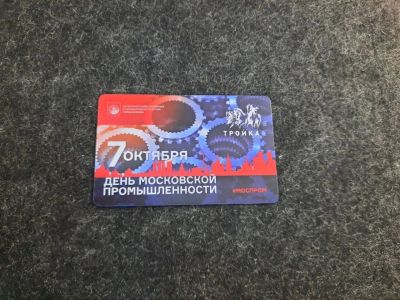 ТРОЙКА
7 ОКТЯБРЯ
ДЕНЬ МОСКОВСКОЙ
ПРОМЫШЛЕННОСТИ
#МОСПРОМ